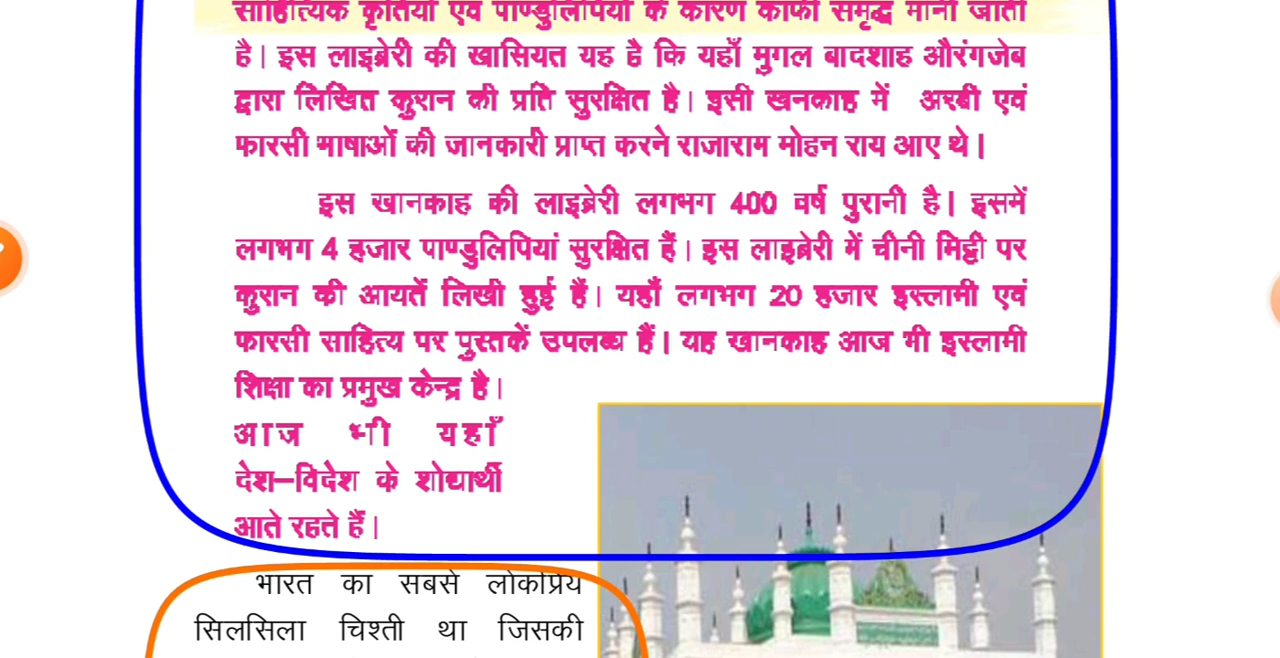 साहित्यिक कृतियों एवं पाण्डुलिपियों के कारण काफी समृद्ध मानी जाती
है। इस लाइब्रेरी की खासियत यह है कि यहाँ मुगल बादशाह औरंगजेब
द्वारा लिखित कुरान की प्रति सुरक्षित है। इसी खनकाह में अरबी एवं
फारसी भाषाओं की जानकारी प्राप्त करने राजाराम मोहन राय आए थे।
इस खानकाह की लाइब्रेरी लगभग 400 वर्ष पुरानी है। इसमें
लगभग 4 हजार पाण्डुलिपियां सुरक्षित हैं। इस लाइब्रेरी में चीनी मिट्टी पर
कुरान की आयतें लिखी हुई हैं। यहाँ लगभग 20 हजार इस्लामी एवं
फारसी साहित्य पर पुस्तकें उपलब्ध हैं। यह खानकाह आज भी इस्लामी
शिक्षा का प्रमुख केन्द्र है।
आज भी यहाँ
देश–विदेश के शोद्यार्थी
आते रहते हैं।
भारत का सबसे लोकप्रिय
सिलसिला चिश्ती था जिसकी